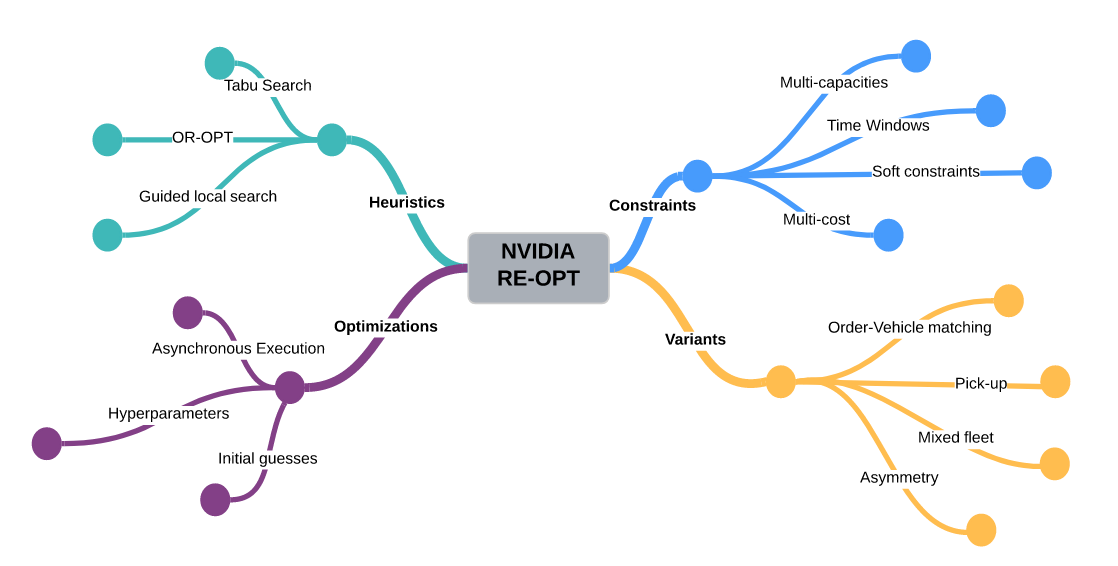 NVIDIA
RE-OPT
Heuristics
Tabu Search
OR-OPT
Guided local search
Optimizations
Asynchronous Execution
Hyperparameters
Initial guesses
Constraints
Multi-capacities
Time Windows
Soft constraints
Multi-cost
Variants
Order-Vehicle matching
Pick-up
Mixed fleet
Asymmetry